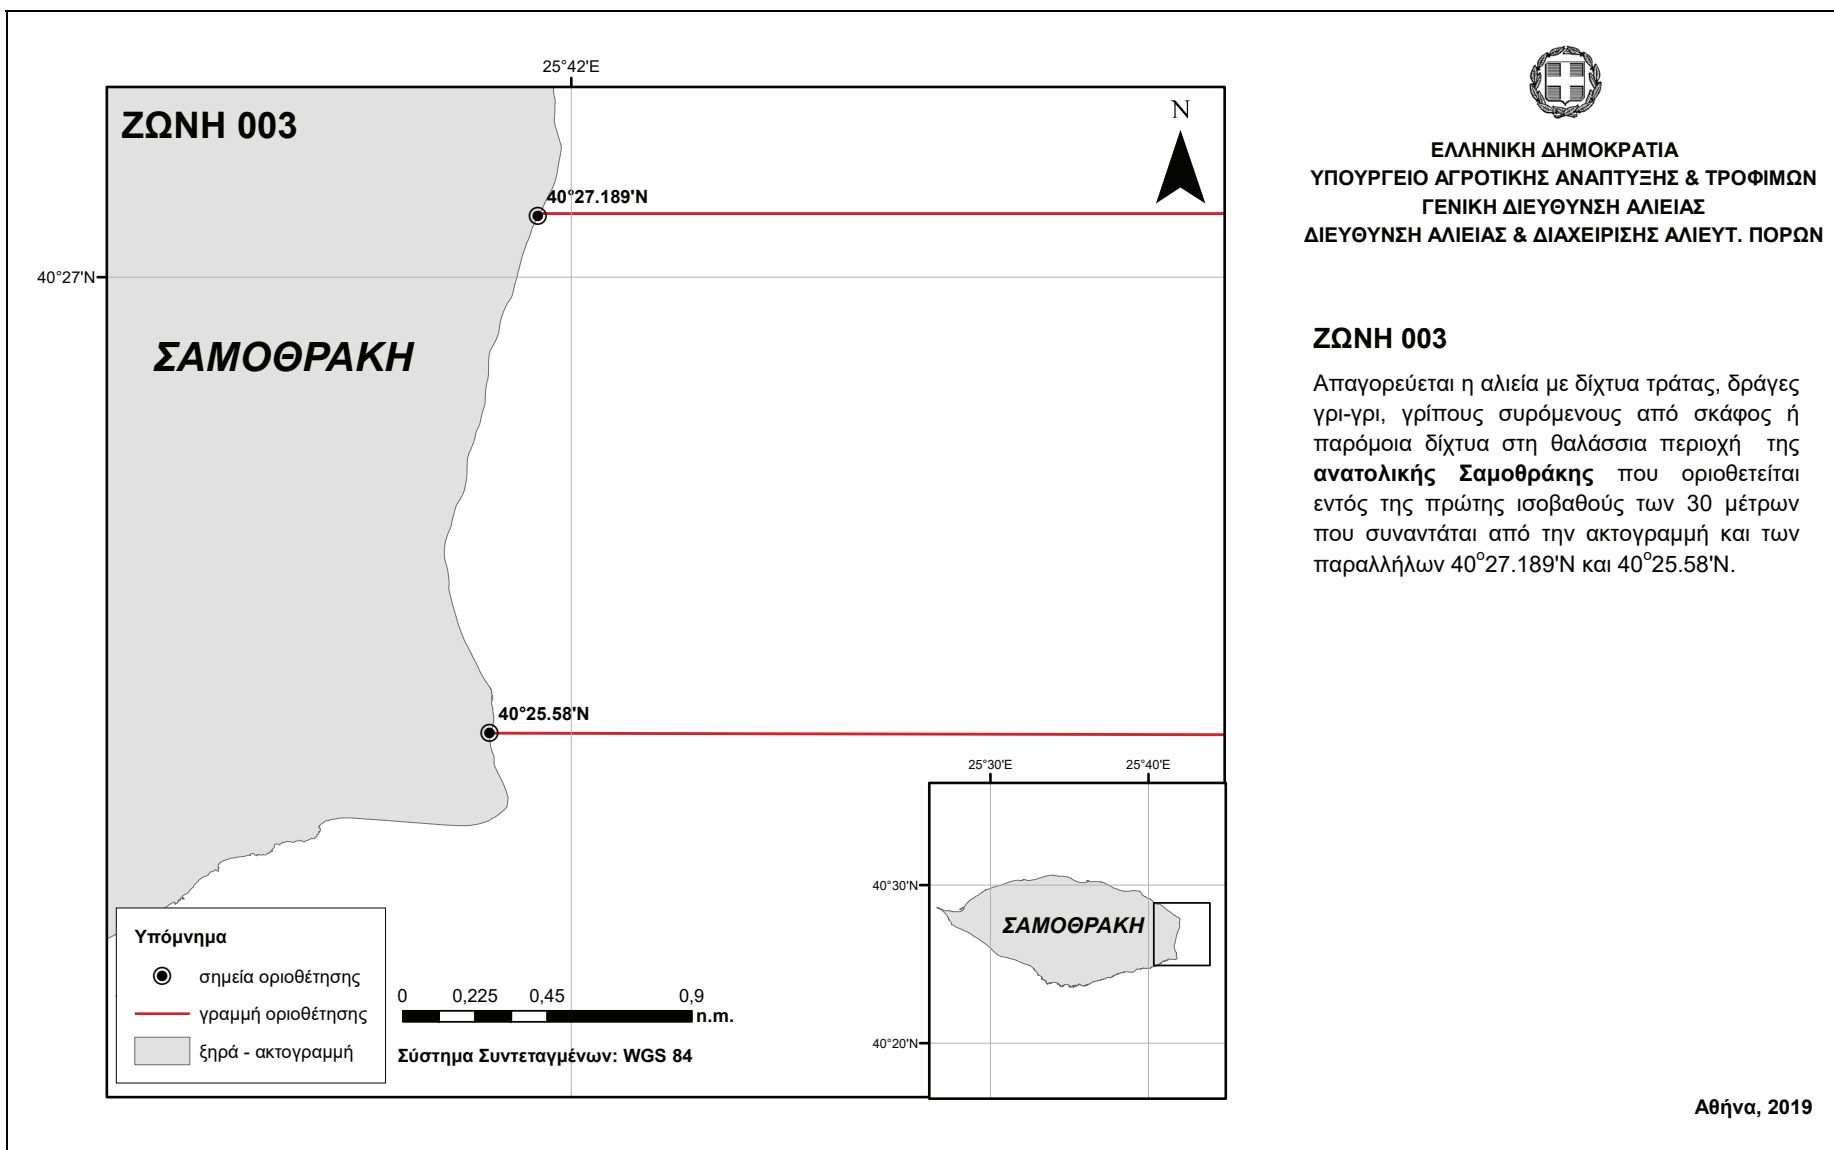 25°42'E
ΖΩΝΗ 003
N
40°27.189'N
40°27'N
ΣΑΜΟΘΡΑΚΗ
40°25.58'N
25°30'E
25°40'E
40°30'N
ΣΑΜΟΘΡΑΚΗ
40°20'N
Υπόμνημα
σημεία οριοθέτησης
γραμμή οριοθέτησης
ξηρά - ακτογραμμή
0 0,225 0,45 0,9
n.m.
Σύστημα Συντεταγμένων: WGS 84
ΕΛΛΗΝΙΚΗ ΔΗΜΟΚΡΑΤΙΑ
ΥΠΟΥΡΓΕΙΟ ΑΓΡΟΤΙΚΗΣ ΑΝΑΠΤΥΞΗΣ & ΤΡΟΦΙΜΩΝ
ΓΕΝΙΚΗ ΔΙΕΥΘΥΝΣΗ ΑΛΙΕΙΑΣ
ΔΙΕΥΘΥΝΣΗ ΑΛΙΕΙΑΣ & ΔΙΑΧΕΙΡΙΣΗΣ ΑΛΙΕΥΤ. ΠΟΡΩΝ
ΖΩΝΗ 003
Απαγορεύεται η αλιεία με δίχτυα τράτας, δράγες
γρι-γρι, γρίπους συρόμενους από σκάφος ή
παρόμοια δίχτυα στη θαλάσσια περιοχή της
ανατολικής Σαμοθράκης που οριοθετείται
εντός της πρώτης ισοβαθούς των 30 μέτρων
που συναντάται από την ακτογραμμή και των
παραλλήλων 40°27.189'N και 40°25.58'N.
Αθήνα, 2019